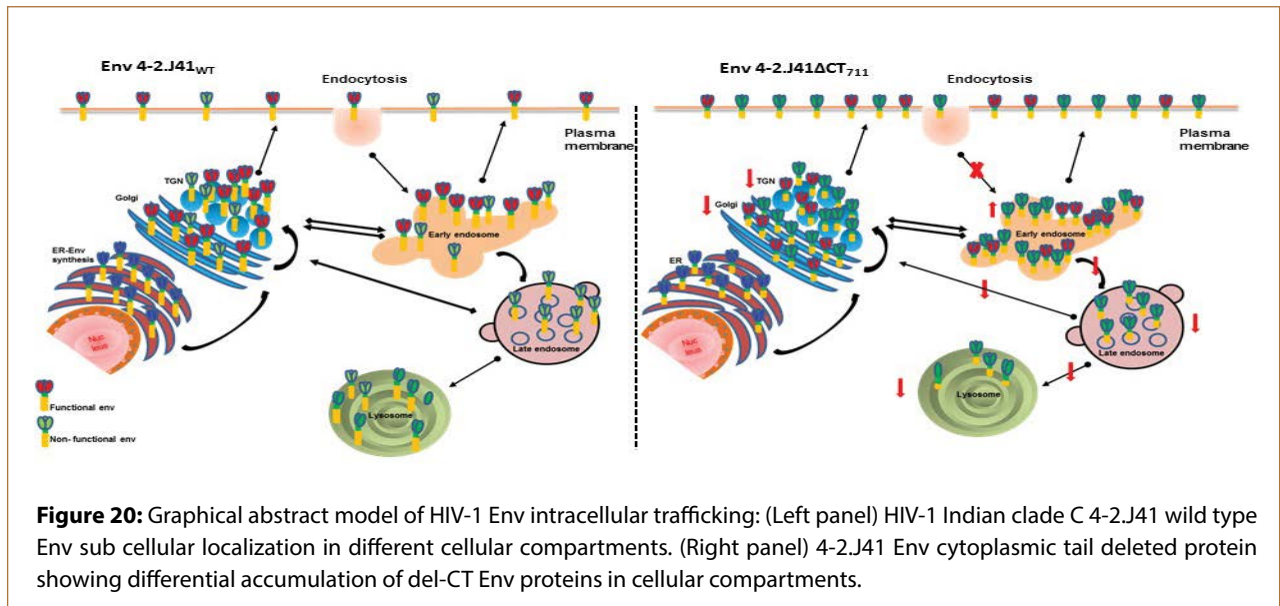 Env 4-2.J41WT
Endocytosis
Plasma
membrane
TGN
Golgi
ER-Env
synthesis
Early endosome
Nuc
leus
Late endosome
Lysosome
Functional env
Non- functional env
Env 4-2.J41ΔCT711
Endocytosis
Plasma
membrane
TGN
Golgi
ER
Early endosome
Nuc
leus
Late endosome
Lysosome
Figure 20: Graphical abstract model of HIV-1 Env intracellular trafficking: (Left panel) HIV-1 Indian clade C 4-2.J41 wild type
Env sub cellular localization in different cellular compartments. (Right panel) 4-2.J41 Env cytoplasmic tail deleted protein
showing differential accumulation of del-CT Env proteins in cellular compartments.